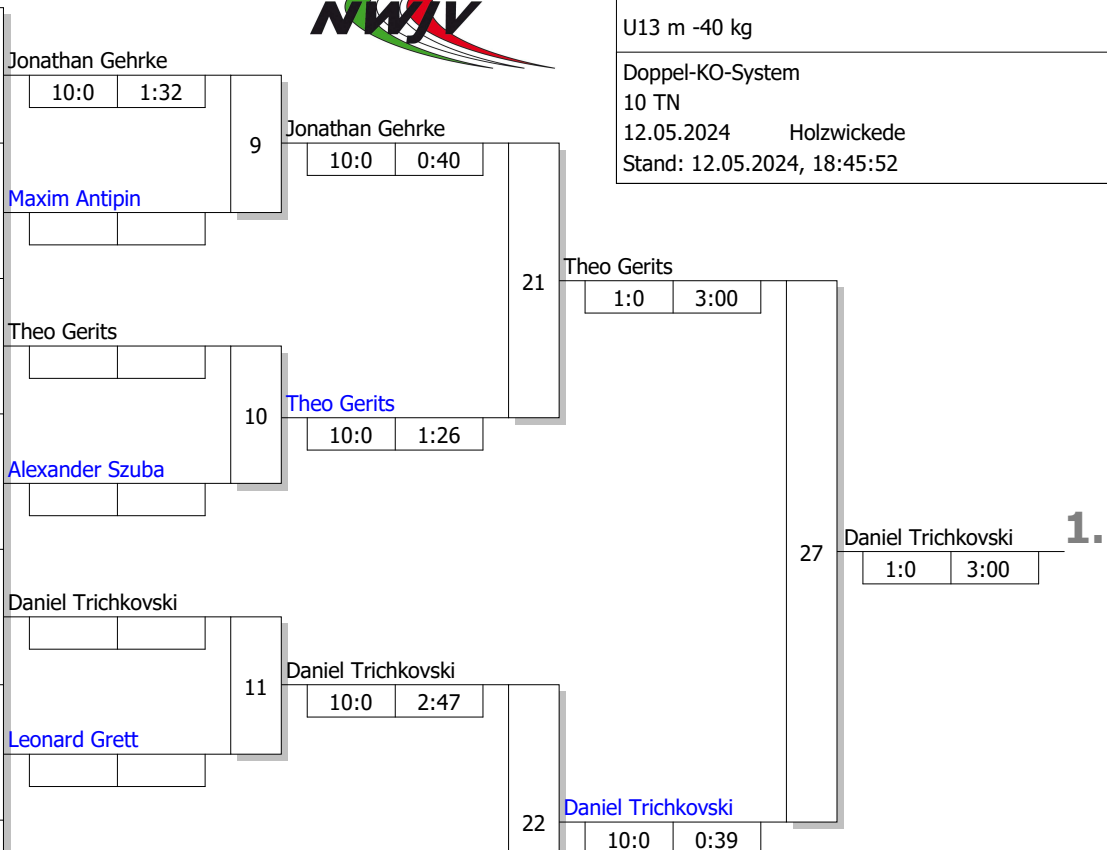 NWJV
U13 m -40 kg
Doppel-KO-System
10 TN
12.05.2024 Holzwickede
Stand: 12.05.2024, 18:45:52
Jonathan Gehrke
10:0 1:32
9
Jonathan Gehrke
10:0 0:40
Maxim Antipin
21
Theo Gerits
1:0 3:00
Theo Gerits
10
Theo Gerits
10:0 1:26
Alexander Szuba
27
Daniel Trichkovski
1.
1:0 3:00
Daniel Trichkovski
11
Daniel Trichkovski
10:0 2:47
Leonard Grett
22
Daniel Trichkovski
10:0 0:39